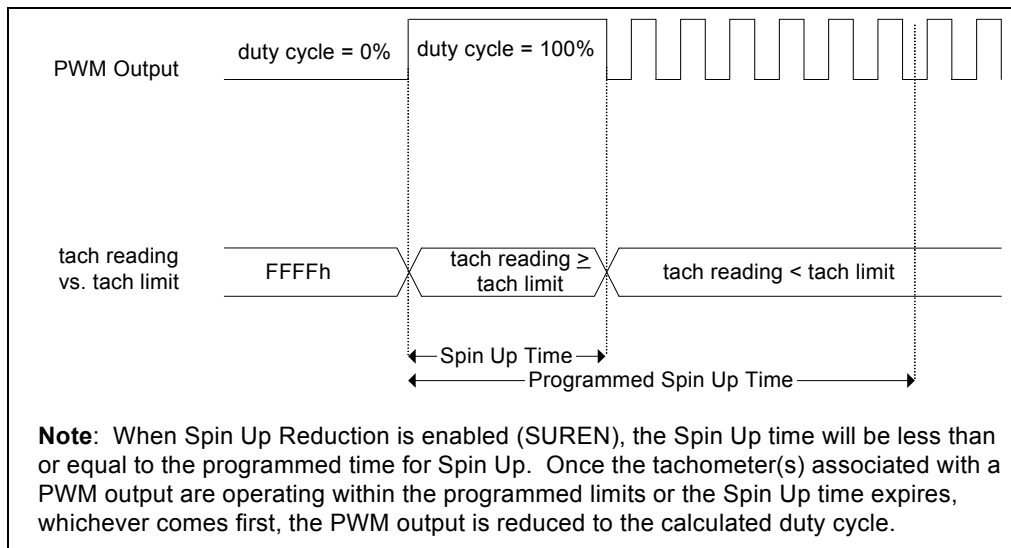 PWM Output
duty cycle = 0%
duty cycle = 100%
tach reading
vs. tach limit
FFFFh
tach reading ≥
tach limit
tach reading < tach limit
Spin Up Time
Programmed Spin Up Time
Note: When Spin Up Reduction is enabled (SUREN), the Spin Up time will be less than
or equal to the programmed time for Spin Up. Once the tachometer(s) associated with a
PWM output are operating within the programmed limits or the Spin Up time expires,
whichever comes first, the PWM output is reduced to the calculated duty cycle.